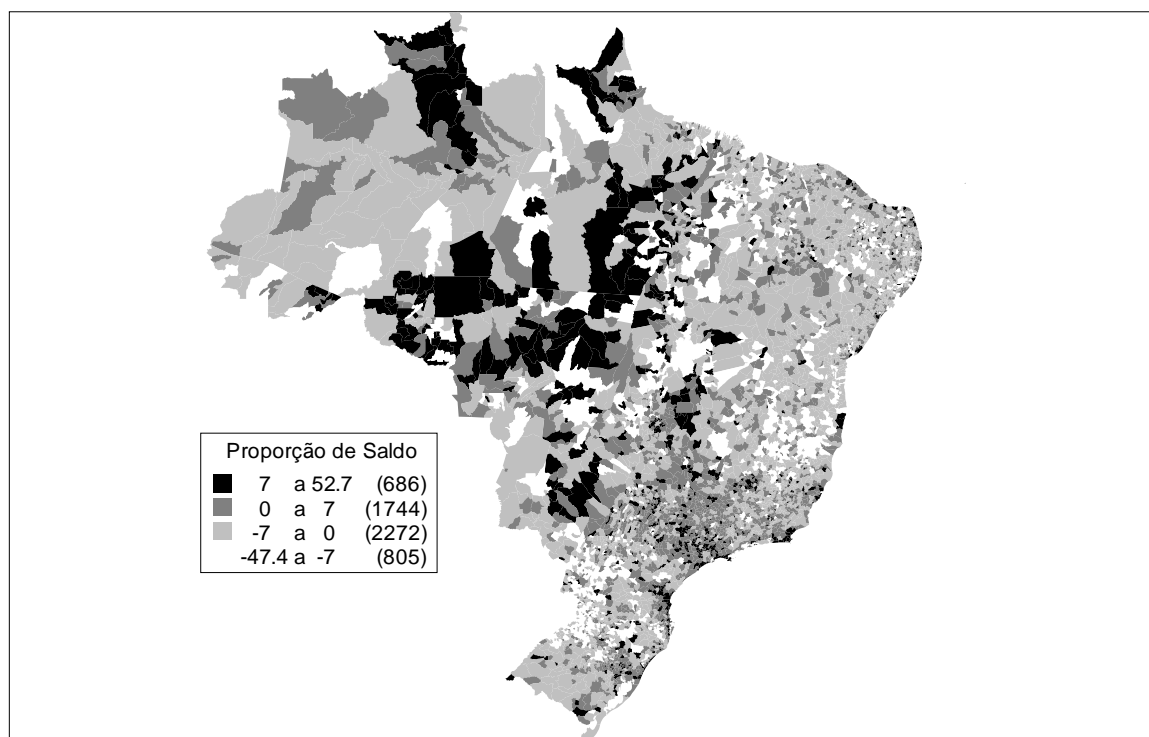 Proporção de Saldo
7 a 52.7 (686)
0 a 7 (1744)
-7 a 0 (2272)
-47.4 a -7 (805)